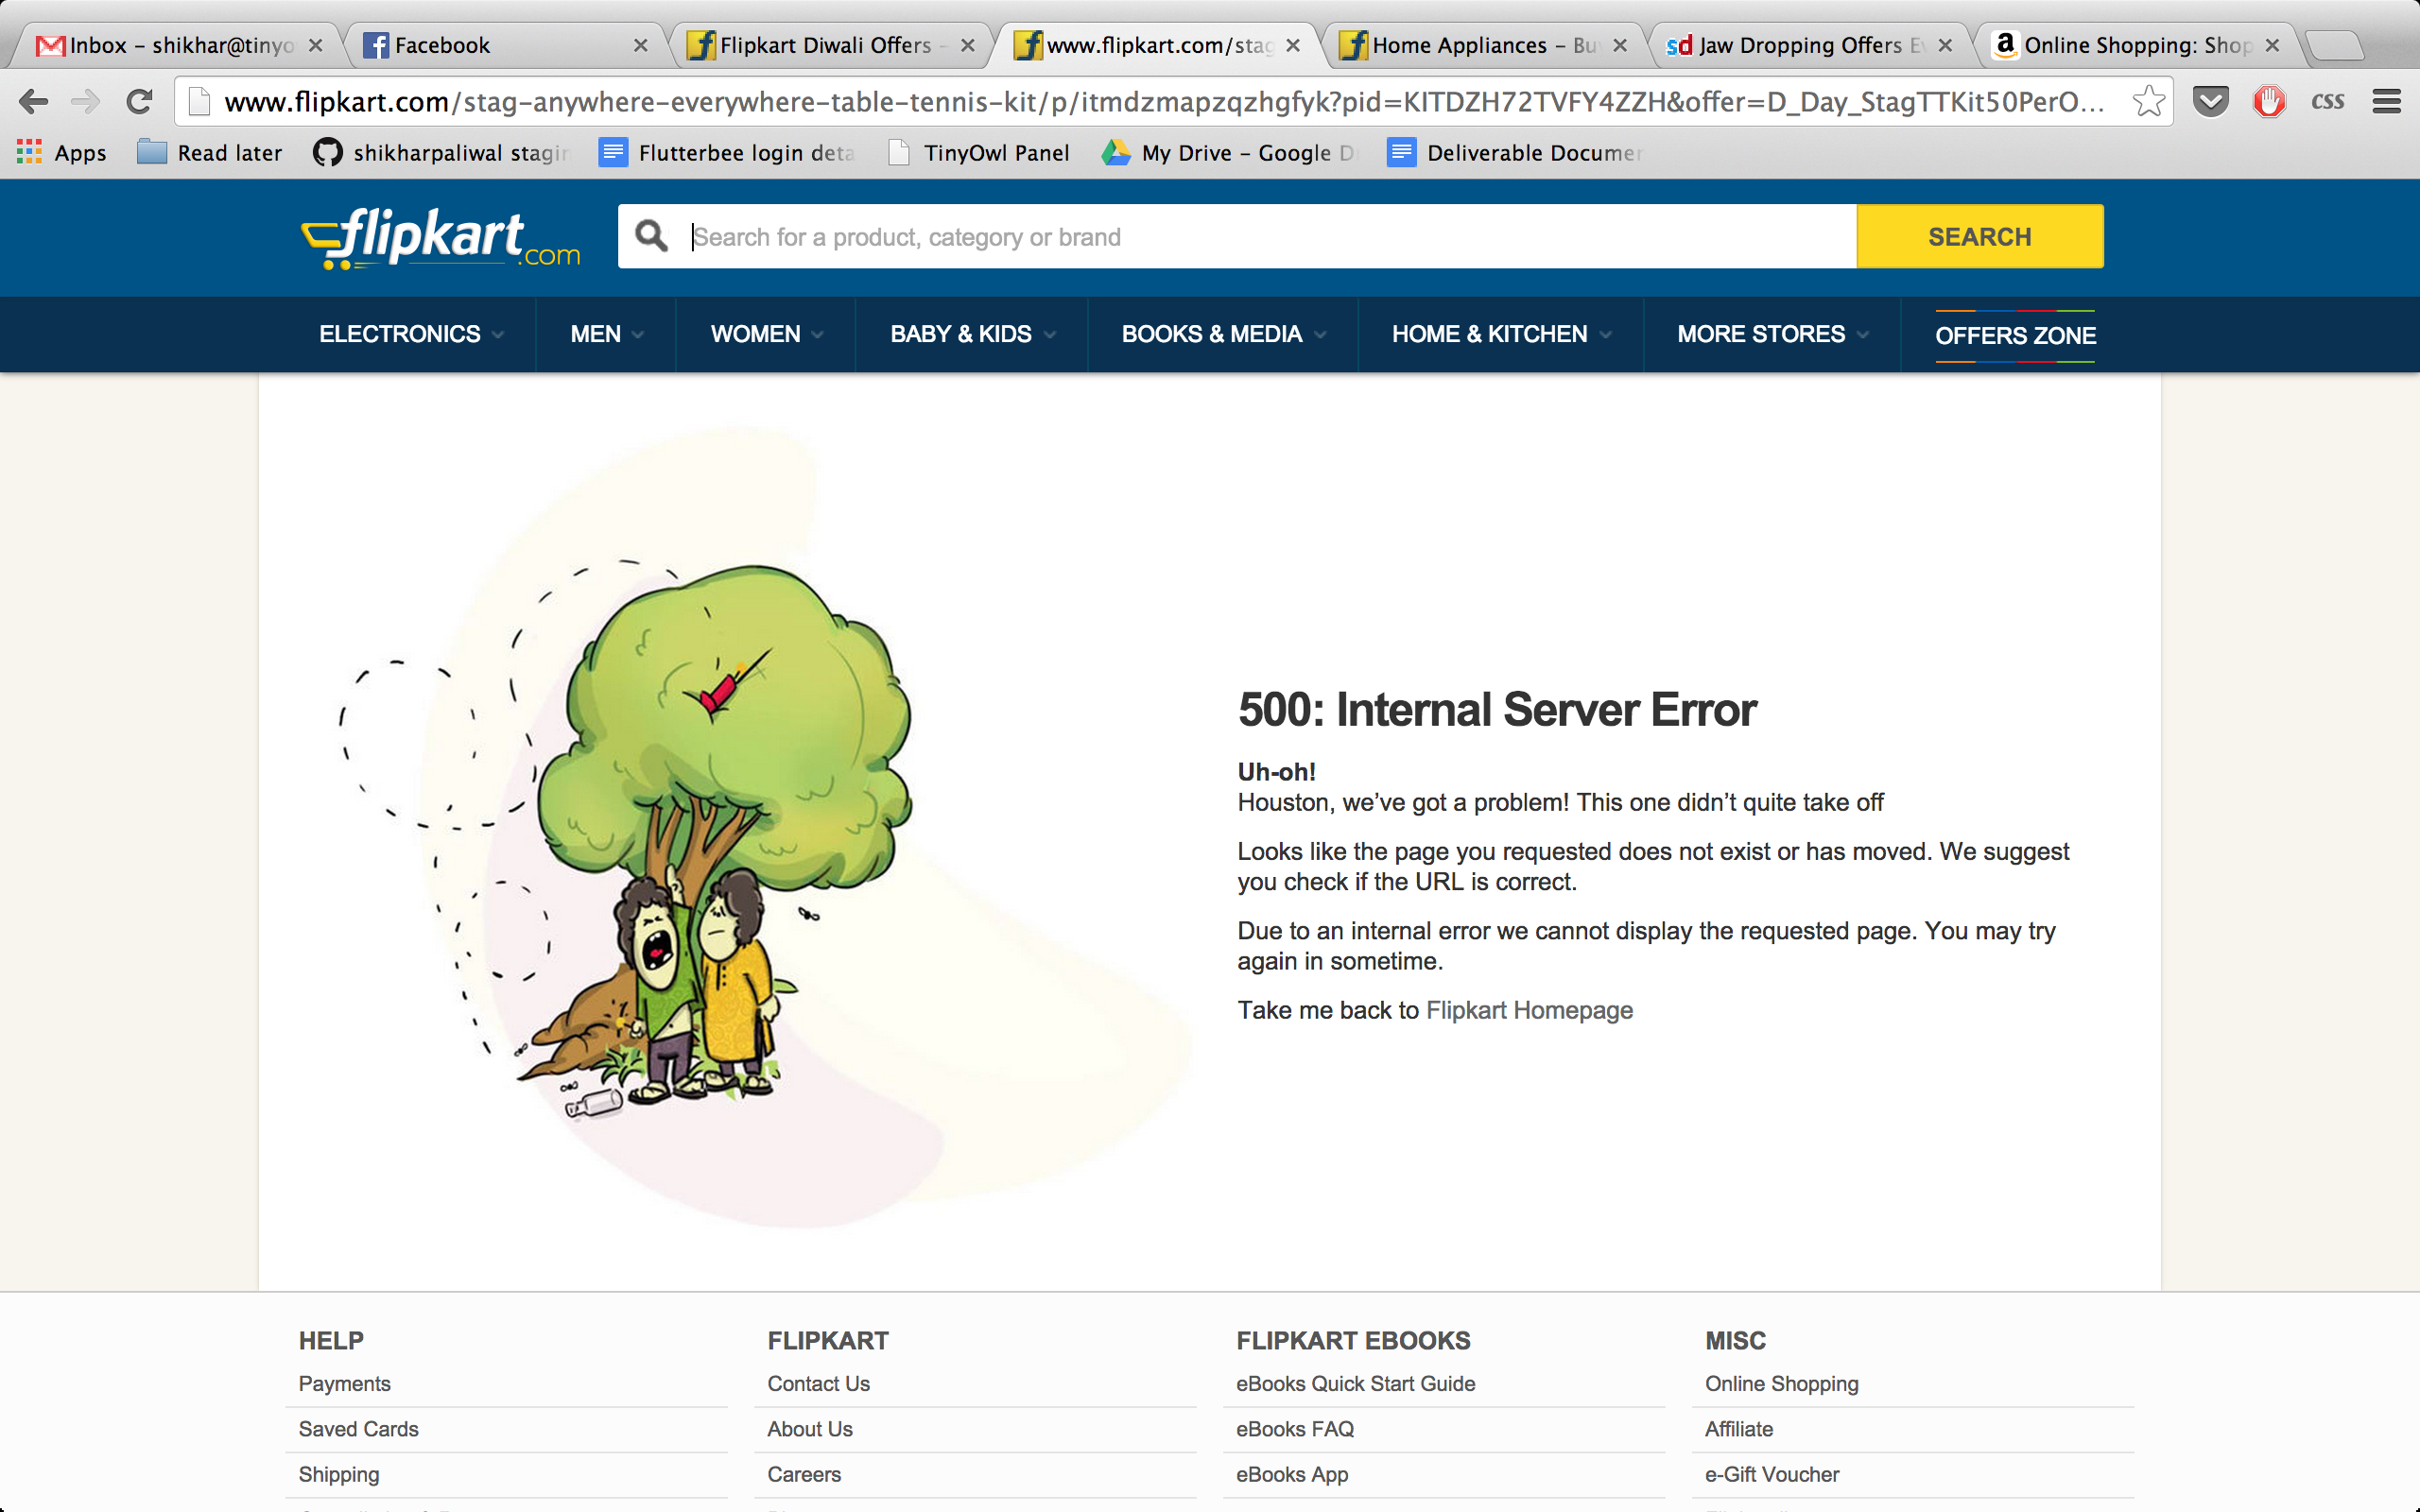 Inbox – shikhar@tinyo
Facebook
Flipkart Diwali Offers –
www.flipkart.com/stag
Home Appliances – Bu
sd Jaw Dropping Offers E
a Online Shopping: Shop
www.flipkart.com/stag-anywhere-everywhere-table-tennis-kit/p/itmdzmapzqzhgfyk?pid=KITDZH72TVFY4ZZH&offer=D_Day_StagTTKit50PerO...
css
Apps
Read later
shikharpaliwal stagin
Flutterbee login deta
TinyOwl Panel
My Drive – Google D
Deliverable Documen
flipkart.com
Search for a product, category or brand
SEARCH
ELECTRONICS
MEN
WOMEN
BABY & KIDS
BOOKS & MEDIA
HOME & KITCHEN
MORE STORES
OFFERS ZONE
500: Internal Server Error
Uh-oh!
Houston, we've got a problem! This one didn't quite take off
Looks like the page you requested does not exist or has moved. We suggest
you check if the URL is correct.
Due to an internal error we cannot display the requested page. You may try
again in sometime.
Take me back to Flipkart Homepage
HELP
Payments
Saved Cards
Shipping
FLIPKART
Contact Us
About Us
Careers
FLIPKART EBOOKS
eBooks Quick Start Guide
eBooks FAQ
eBooks App
MISC
Online Shopping
Affiliate
e-Gift Voucher